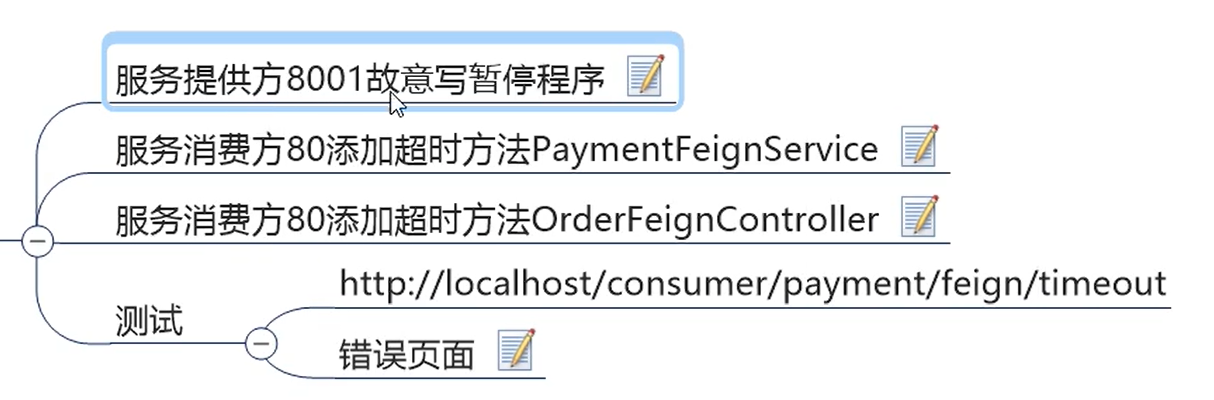 服务提供方8001故意写暂停程序
服务消费方80添加超时方法PaymentFeignService
服务消费方80添加超时方法OrderFeignController
http://localhost/consumer/payment/feign/timeout
测试
错误页面